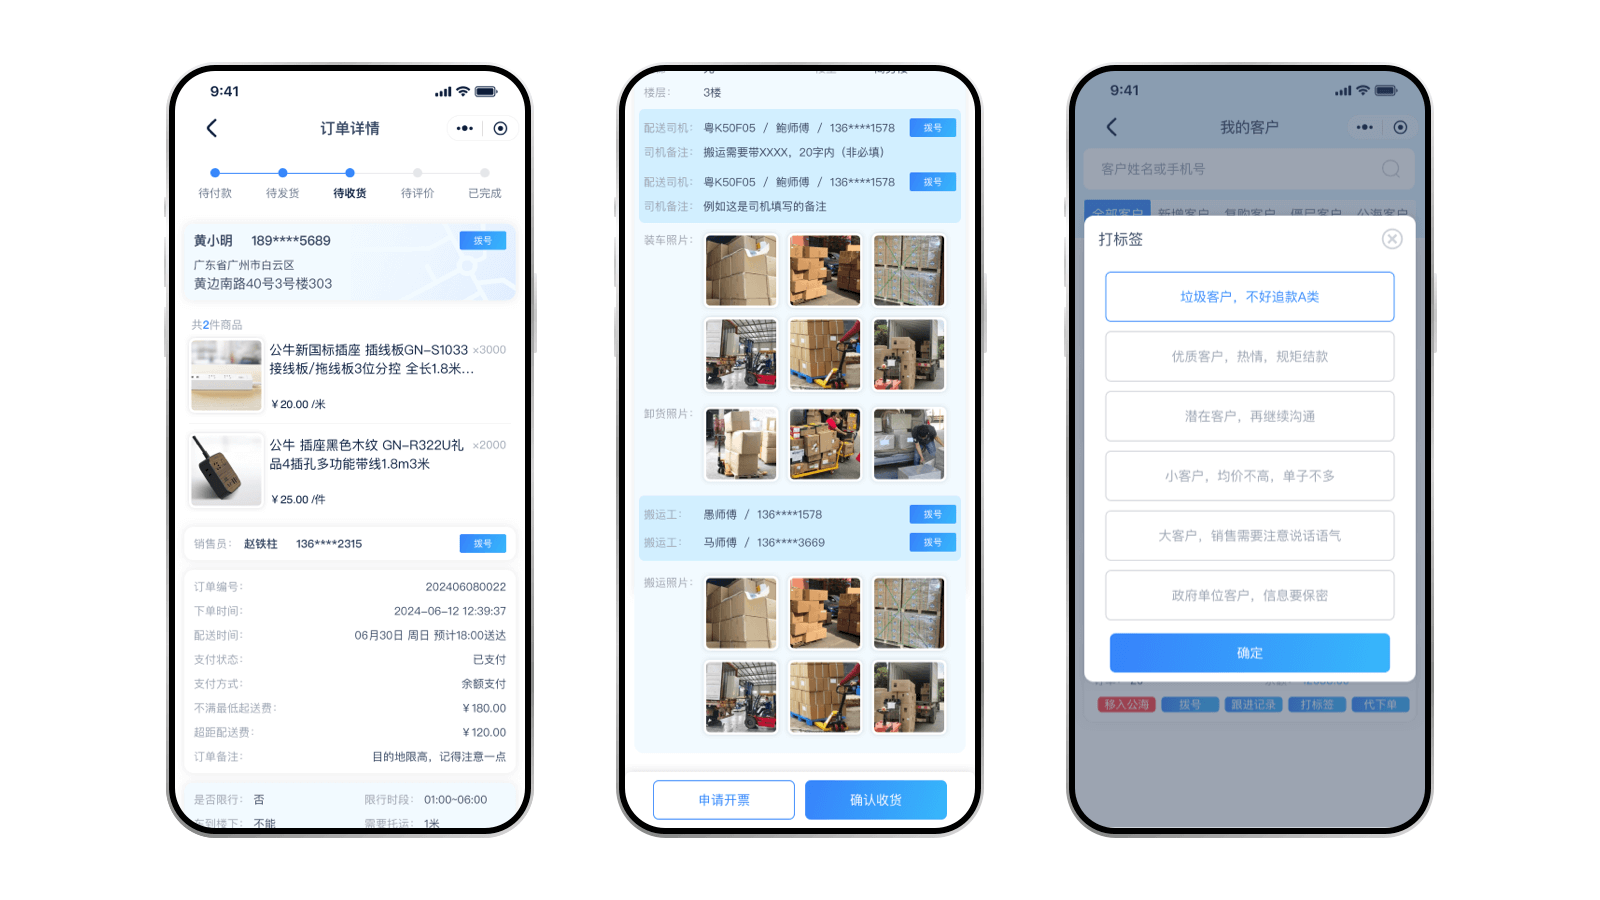 9:41
订单详情
待付款 待发货 待收货 待评价 已完成
黄小明 189****5689 拨号
广东省广州市白云区
黄边南路40号3号楼303
共2件商品
公牛新国标插座 插线板GN-S1033 ×3000
接线板/拖线板3位分控 全长1.8米...
￥20.00 /米
公牛 插座黑色木纹 GN-R322U礼 ×2000
品4插孔多功能带线1.8m3米
￥25.00 /件
销售员： 赵铁柱 136****2315 拨号
订单编号： 202406080022
下单时间： 2024-06-12 12:39:37
配送时间： 06月30日 周日 预计18:00送达
支付状态： 已支付
支付方式： 余额支付
不满最低起送费： ￥180.00
超距配送费： ￥120.00
订单备注： 目的地限高，记得注意一点
是否限行： 否 限行时段： 01:00~06:00
车到楼下： 不能 需要托运： 1米
楼层： 3楼
配送司机： 粤K50F05 / 鲍师傅 / 136****1578 拨号
司机备注： 搬运需要带XXXX，20字内（非必填）
配送司机： 粤K50F05 / 鲍师傅 / 136****1578 拨号
司机备注： 例如这是司机填写的备注
装车照片：
卸货照片：
搬运工： 愚师傅 / 136****1578 拨号
搬运工： 马师傅 / 136****3669 拨号
搬运照片：
申请开票 确认收货
9:41
我的客户
客户姓名或手机号
全部客户 新增客户 复购客户 僵尸客户 公海客户
打标签
垃圾客户，不好追款A类
优质客户，热情，规矩结款
潜在客户，再继续沟通
小客户，均价不高，单子不多
大客户，销售需要注意说话语气
政府单位客户，信息要保密
确定
移入公海 拨号 跟进记录 打标签 代下单